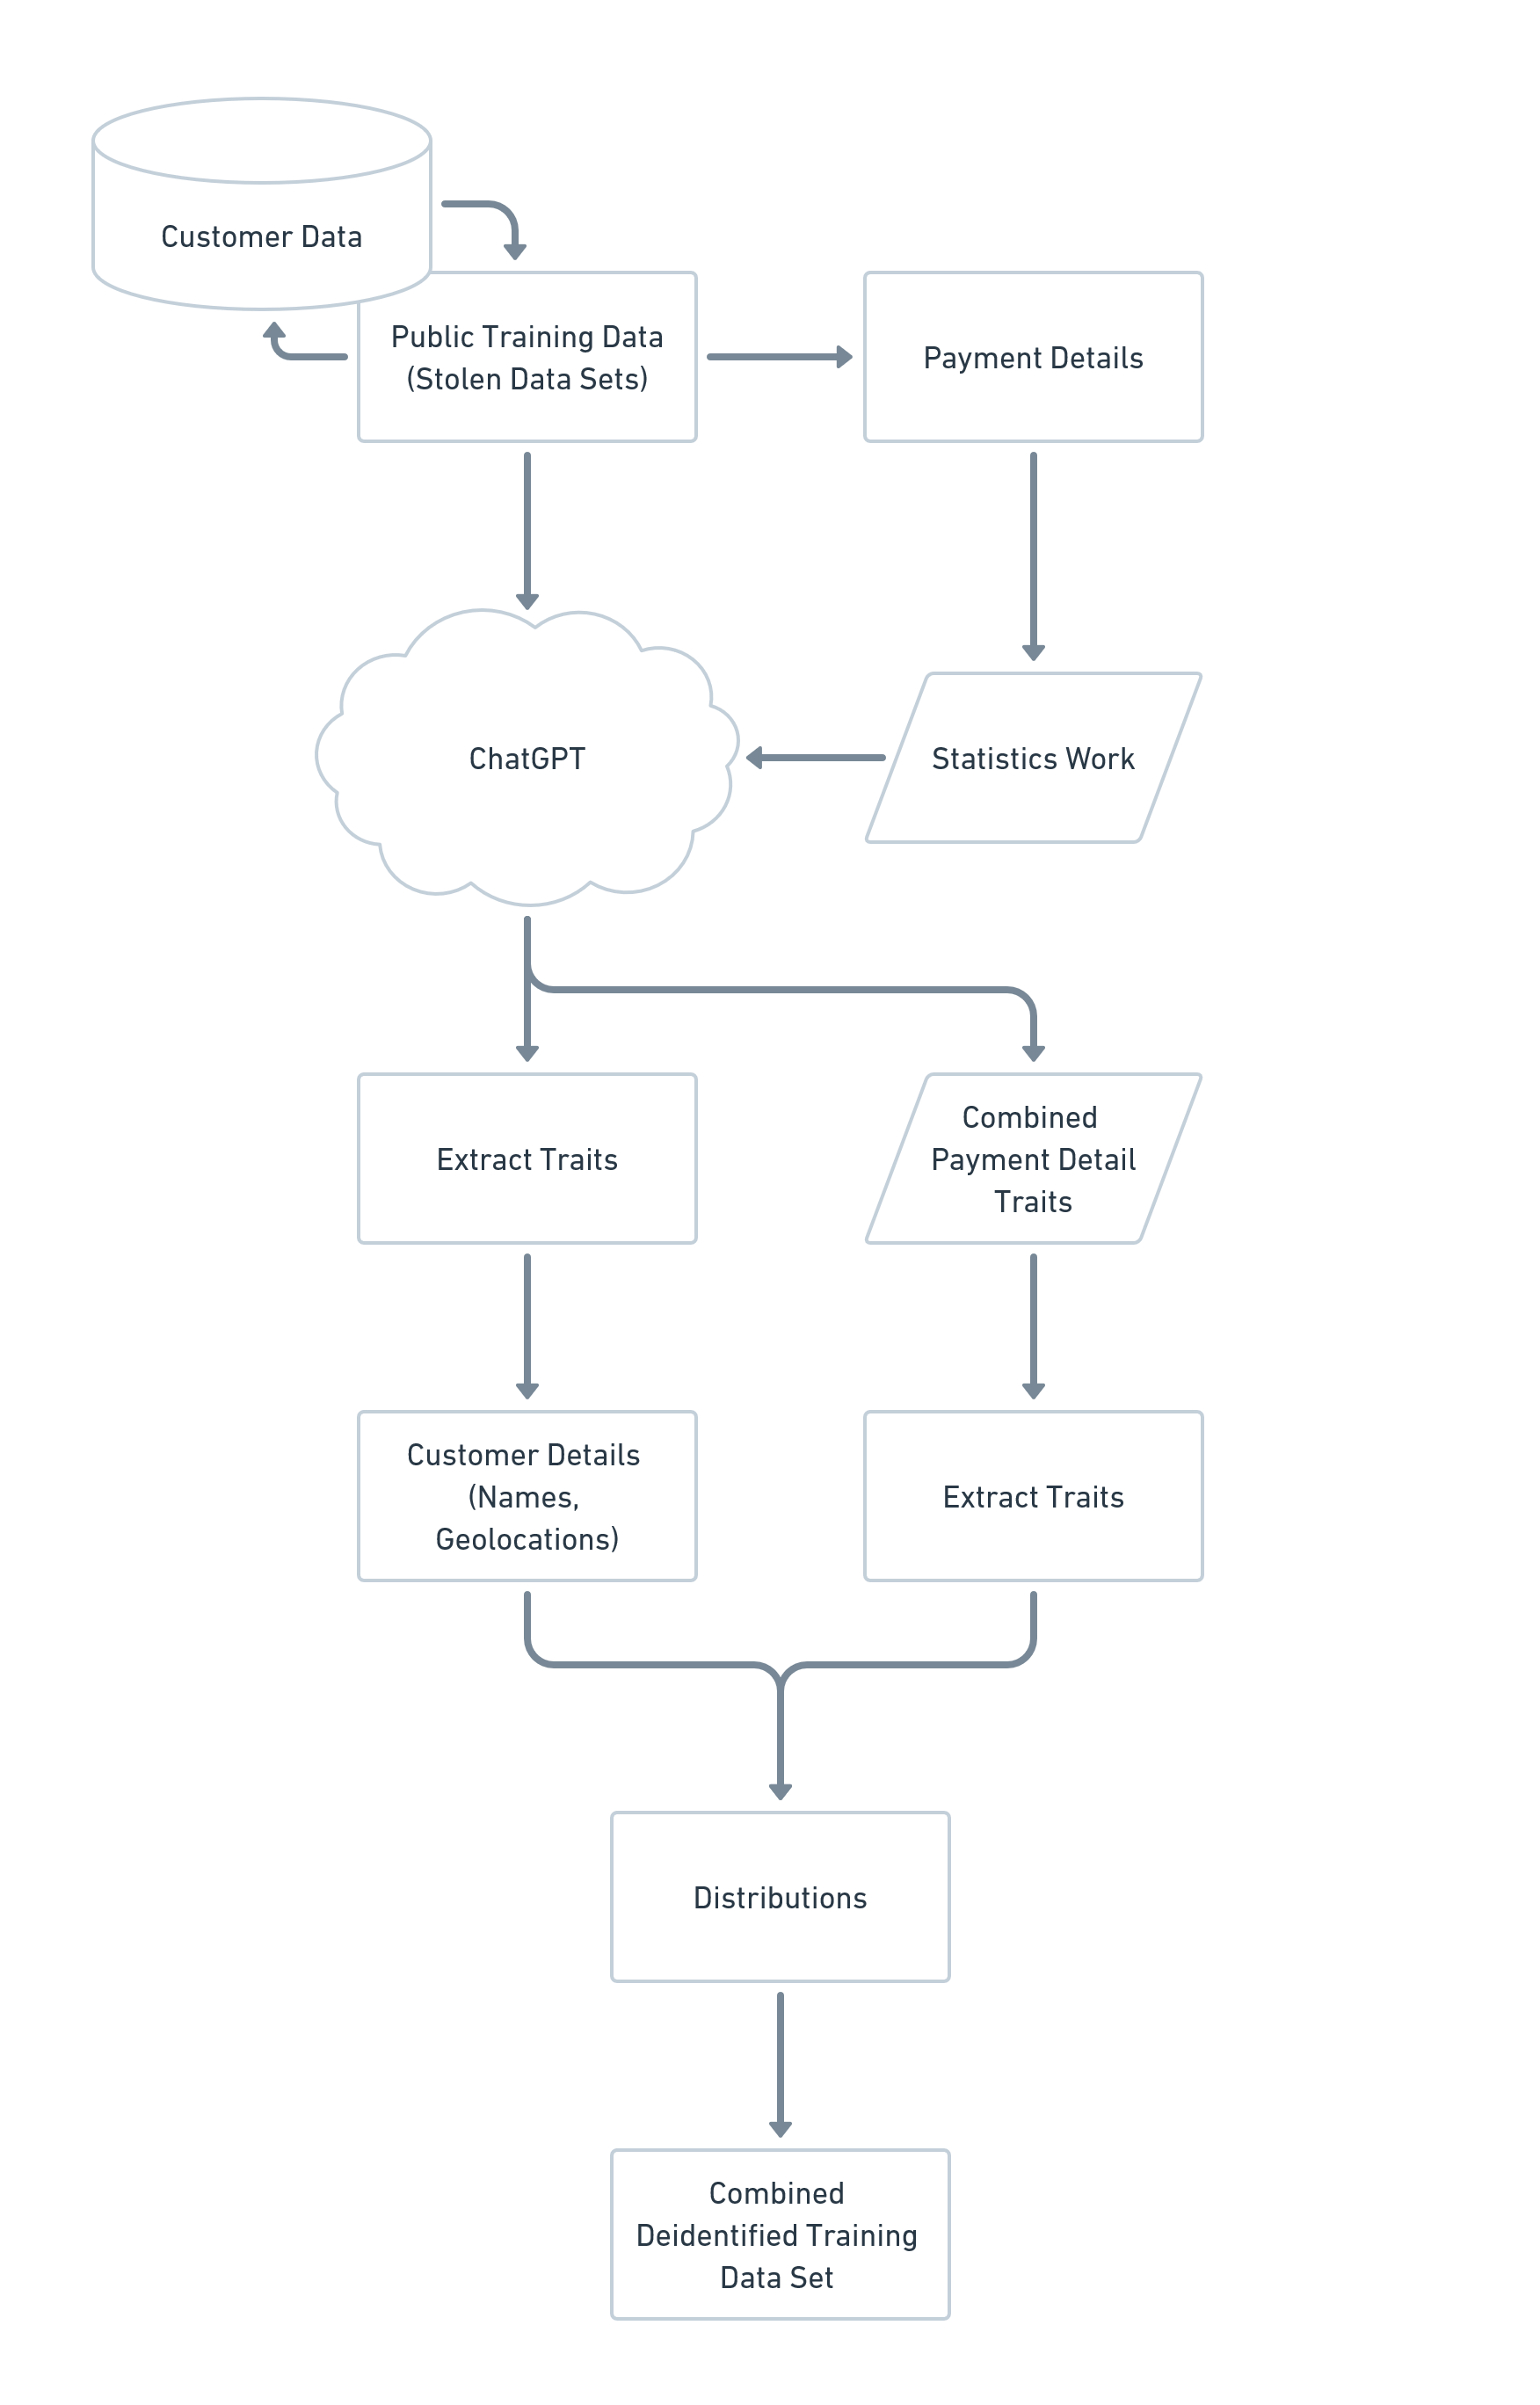 Customer Data
Public Training Data
(Stolen Data Sets)
Payment Details
ChatGPT
Statistics Work
Extract Traits
Combined
Payment Detail
Traits
Customer Details
(Names,
Geolocations)
Extract Traits
Distributions
Combined
Deidentified Training
Data Set